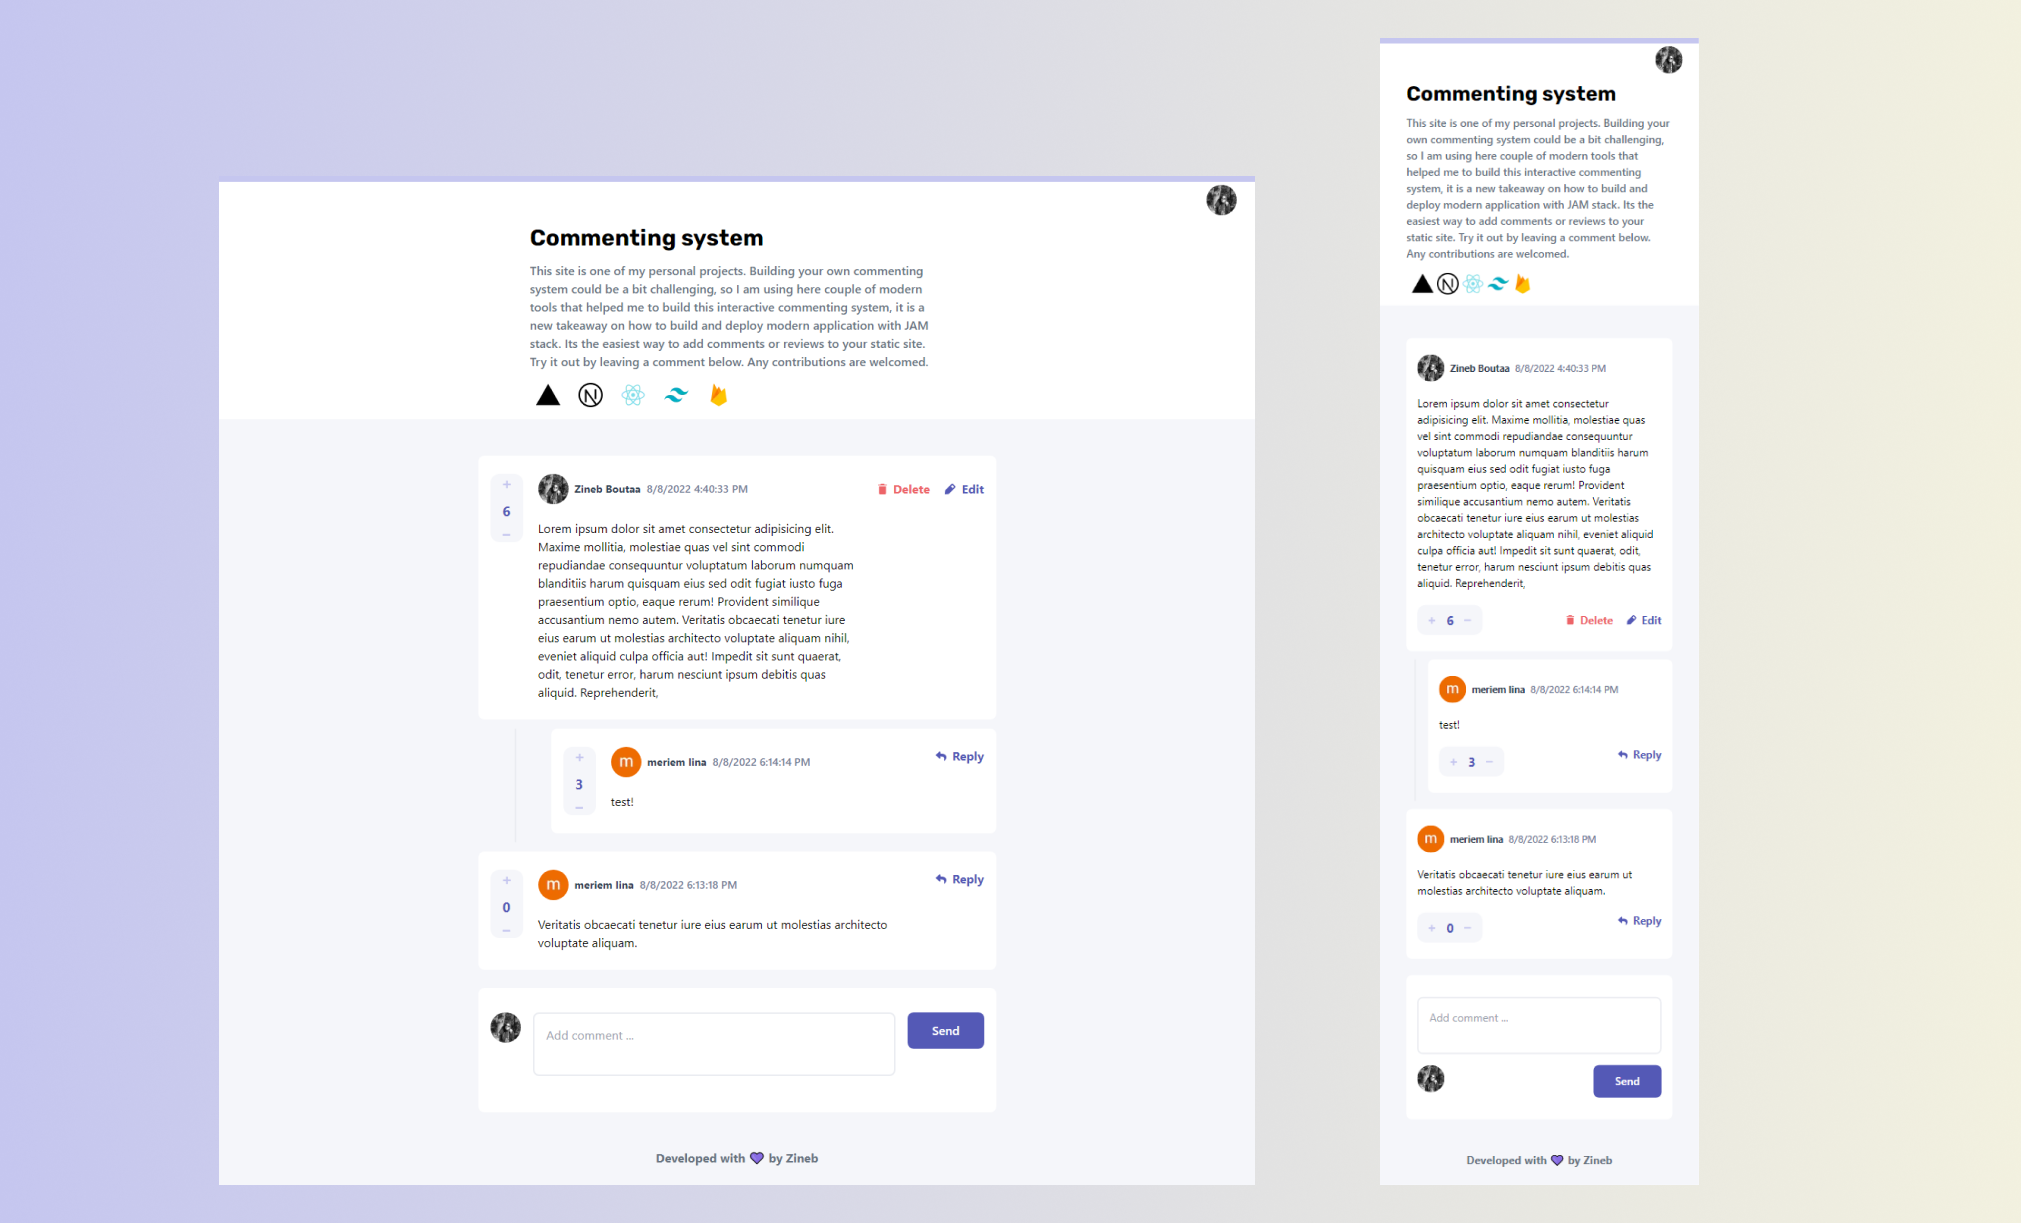 Commenting system
This site is one of my personal projects. Building your own commenting
system could be a bit challenging, so I am using here couple of modern
tools that helped me to build this interactive commenting system, it is a
new takeaway on how to build and deploy modern application with JAM
stack. Its the easiest way to add comments or reviews to your static site.
Try it out by leaving a comment below. Any contributions are welcomed.
N
+
6
−
Zineb Boutaa 8/8/2022 4:40:33 PM
Delete Edit
Lorem ipsum dolor sit amet consectetur adipisicing elit.
Maxime mollitia, molestiae quas vel sint commodi
repudiandae consequuntur voluptatum laborum numquam
blanditiis harum quisquam eius sed odit fugiat iusto fuga
praesentium optio, eaque rerum! Provident similique
accusantium nemo autem. Veritatis obcaecati tenetur iure
eius earum ut molestias architecto voluptate aliquam nihil,
eveniet aliquid culpa officia aut! Impedit sit sunt quaerat,
odit, tenetur error, harum nesciunt ipsum debitis quas
aliquid. Reprehenderit,
+
3
−
m meriem lina 8/8/2022 6:14:14 PM
Reply
test!
+
0
−
m meriem lina 8/8/2022 6:13:18 PM
Reply
Veritatis obcaecati tenetur iure eius earum ut molestias architecto
voluptate aliquam.
Add comment ...
Send
Developed with 💜 by Zineb
Commenting system
This site is one of my personal projects. Building your
own commenting system could be a bit challenging,
so I am using here couple of modern tools that
helped me to build this interactive commenting
system, it is a new takeaway on how to build and
deploy modern application with JAM stack. Its the
easiest way to add comments or reviews to your
static site. Try it out by leaving a comment below.
Any contributions are welcomed.
N
Zineb Boutaa 8/8/2022 4:40:33 PM
Lorem ipsum dolor sit amet consectetur
adipisicing elit. Maxime mollitia, molestiae quas
vel sint commodi repudiandae consequuntur
voluptatum laborum numquam blanditiis harum
quisquam eius sed odit fugiat iusto fuga
praesentium optio, eaque rerum! Provident
similique accusantium nemo autem. Veritatis
obcaecati tenetur iure eius earum ut molestias
architecto voluptate aliquam nihil, eveniet aliquid
culpa officia aut! Impedit sit sunt quaerat, odit,
tenetur error, harum nesciunt ipsum debitis quas
aliquid. Reprehenderit,
+ 6 −
Delete Edit
m meriem lina 8/8/2022 6:14:14 PM
test!
+ 3 −
Reply
m meriem lina 8/8/2022 6:13:18 PM
Veritatis obcaecati tenetur iure eius earum ut
molestias architecto voluptate aliquam.
+ 0 −
Reply
Add comment ...
Send
Developed with 💜 by Zineb